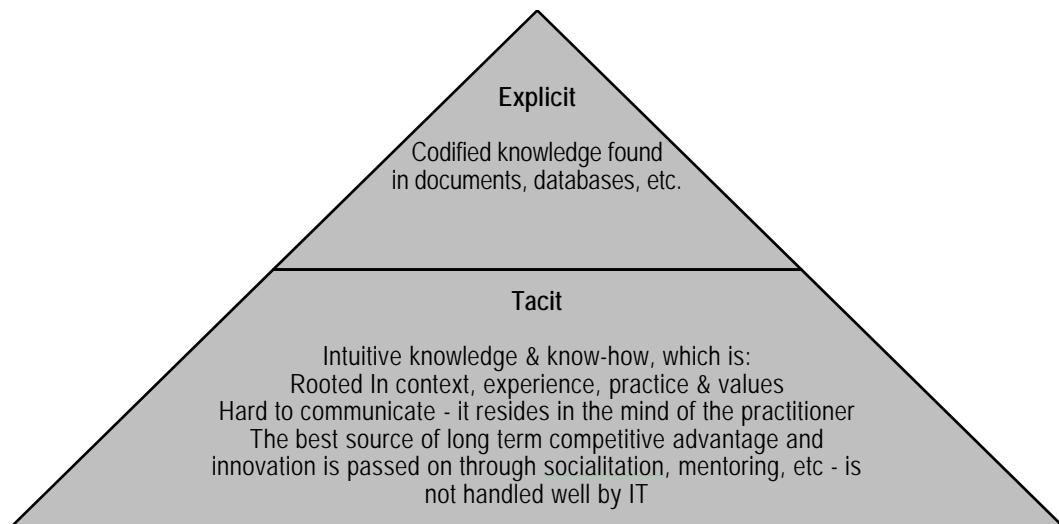 Explicit
Codified knowledge found
in documents, databases, etc.
Tacit
Intuitive knowledge & know-how, which is:
Rooted In context, experience, practice & values
Hard to communicate - it resides in the mind of the practitioner
The best source of long term competitive advantage and
innovation is passed on through socialitation, mentoring, etc - is
not handled well by IT